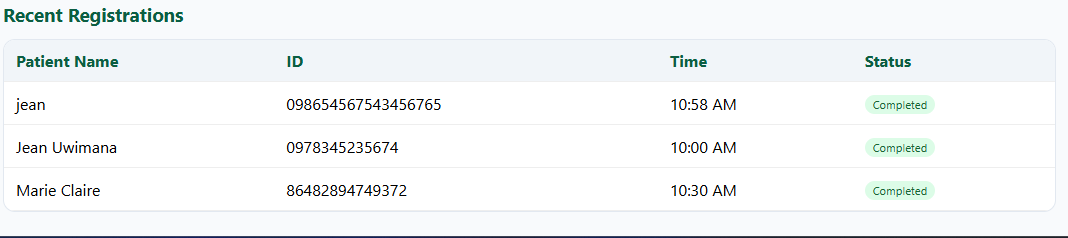 Recent Registrations
Patient Name ID Time Status
jean 098654567543456765 10:58 AM Completed
Jean Uwimana 0978345235674 10:00 AM Completed
Marie Claire 86482894749372 10:30 AM Completed